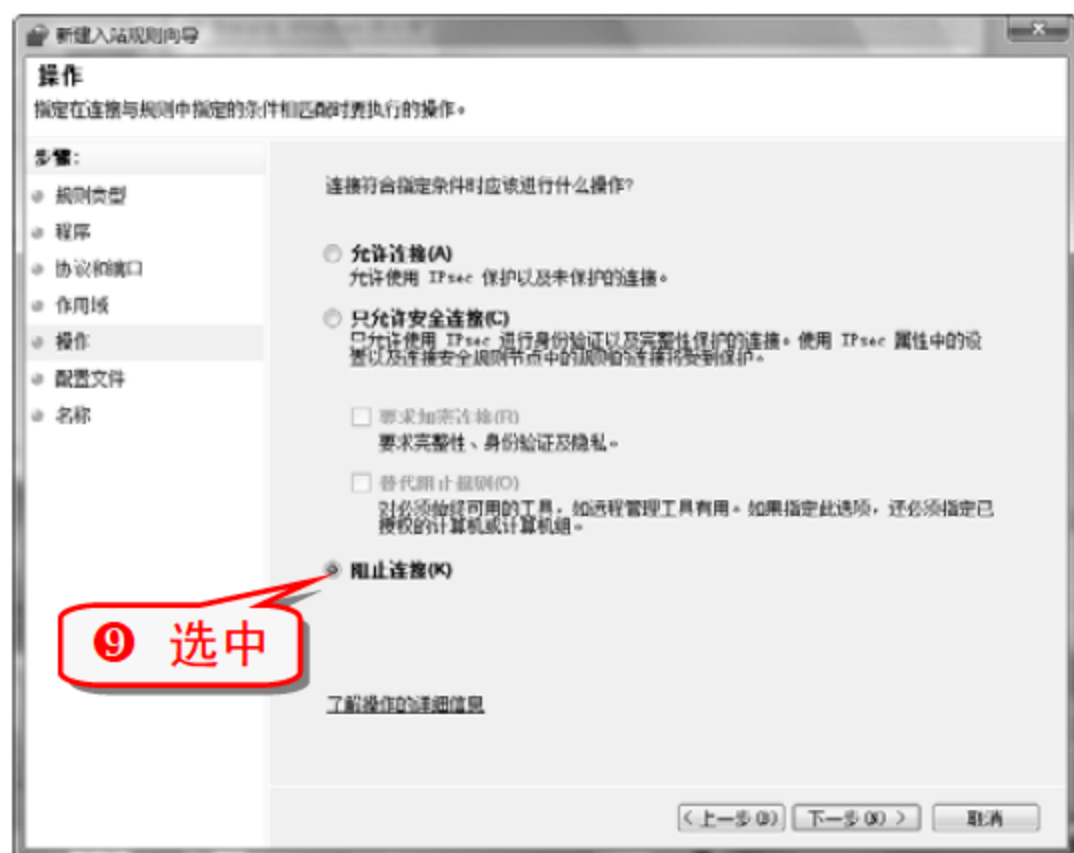 新建入站规则向导
操作
指定在连接与规则中指定的条件相匹配时要执行的操作。
步骤:
规则类型
程序
协议和端口
作用域
操作
配置文件
名称
连接符合指定条件时应该进行什么操作?
允许连接(A)
允许使用 IPsec 保护以及未保护的连接。
只允许安全连接(C)
只允许使用 IPsec 进行身份验证以及完整性保护的连接。使用 IPsec 属性中的设
置以及连接安全规则节点中的规则的连接将受到保护。
要求加密连接(R)
要求完整性、身份验证及隐私。
替代阻止规则(O)
对必须始终可用的工具，如远程管理工具有用。如果指定此选项，还必须指定已
授权的计算机或计算机组。
阻止连接(K)
❾ 选中
了解操作的详细信息
<上一步(B)
下一步(N) >
取消